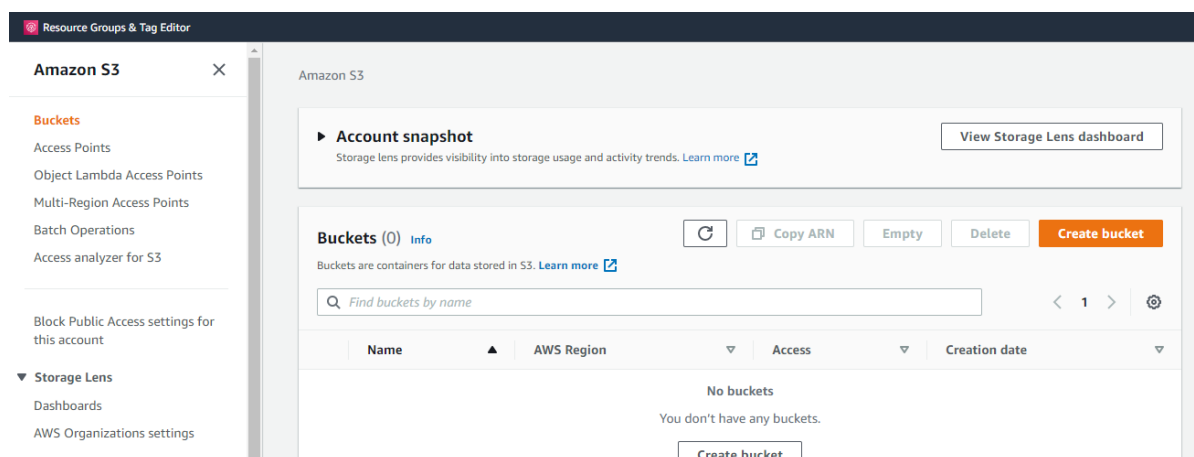 Resource Groups & Tag Editor
Amazon S3
Buckets
Access Points
Object Lambda Access Points
Multi-Region Access Points
Batch Operations
Access analyzer for S3
Block Public Access settings for
this account
Storage Lens
Dashboards
AWS Organizations settings
Amazon S3
Account snapshot
Storage lens provides visibility into storage usage and activity trends. Learn more
View Storage Lens dashboard
Buckets (0) Info
Copy ARN Empty Delete Create bucket
Buckets are containers for data stored in S3. Learn more
Find buckets by name
1
Name AWS Region Access Creation date
No buckets
You don't have any buckets.
Create bucket